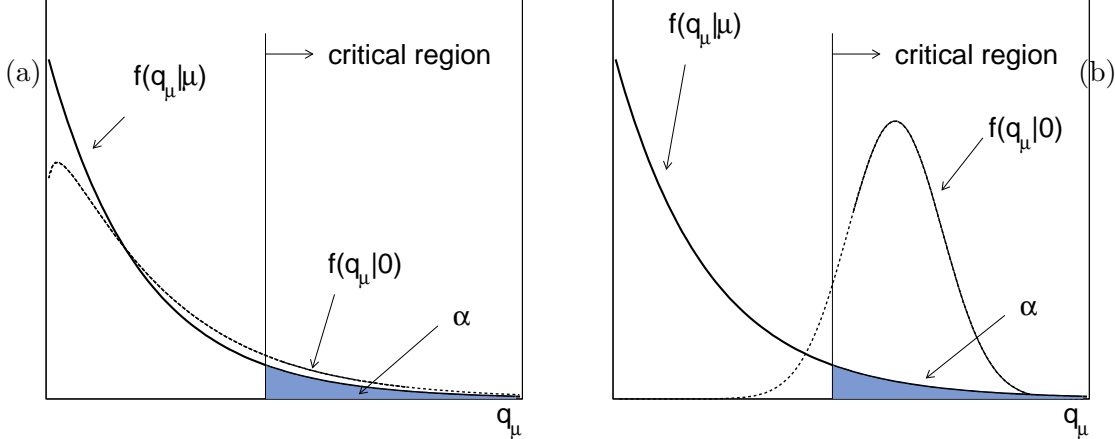 (a)
f(q_μ|μ)
critical region
f(q_μ|0)
α
q_μ
f(q_μ|μ)
critical region
(b)
f(q_μ|0)
α
q_μ